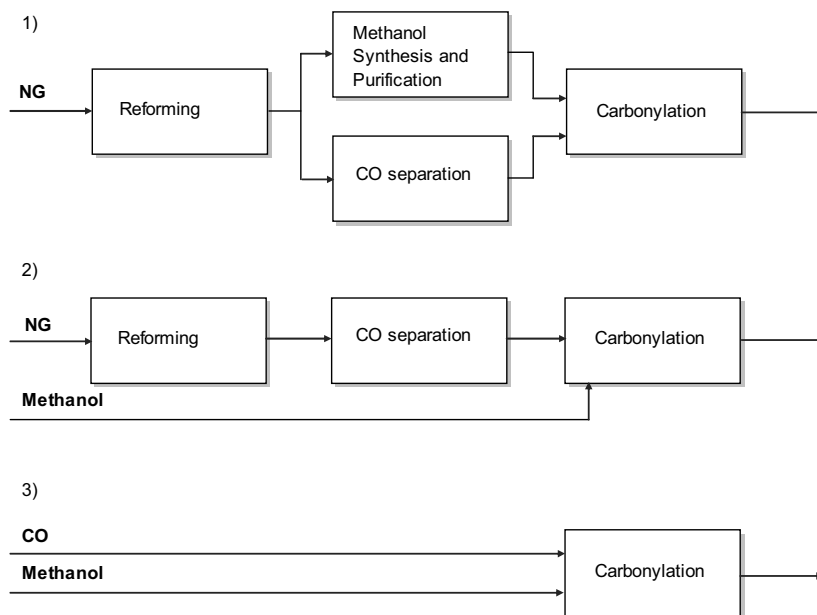 1)
Methanol
Synthesis and
Purification
NG
Reforming
Carbonylation
CO separation
2)
NG
Reforming
CO separation
Carbonylation
Methanol
3)
CO
Methanol
Carbonylation